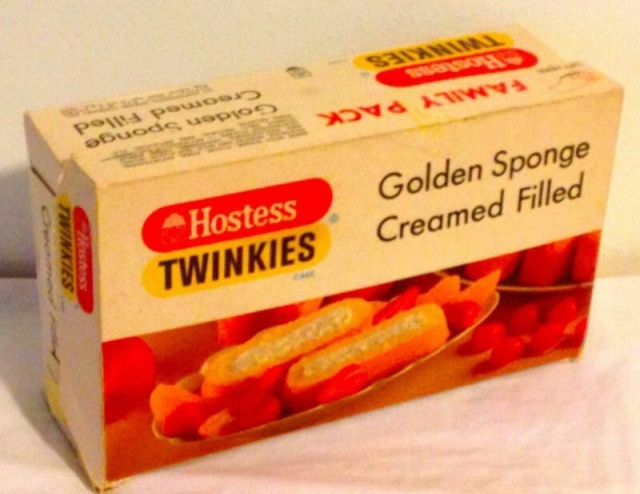 TWINKIES
Hostess
FAMILY PACK
Golden Sponge
Creamed Filled
Hostess
TWINKIES
CAKE
Golden Sponge
Creamed Filled
Hostess
TWINKIES